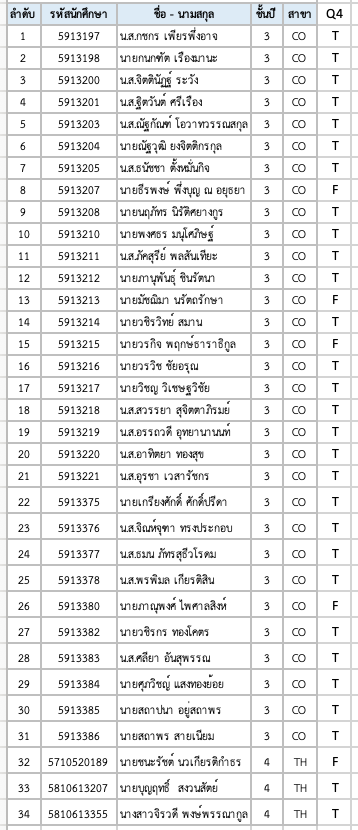 ลำดับ รหัสนักศึกษา ชื่อ - นามสกุล ชั้นปี สาขา Q4
1 5913197 น.ส.กชกร เพียรพึ่งอาจ 3 CO T
2 5913198 นายกนกฑัต เรืองมานะ 3 CO T
3 5913200 น.ส.จิตตินัฏฐ์ ระวัง 3 CO T
4 5913201 น.ส.ฐิตวันต์ ศรีเรือง 3 CO T
5 5913203 น.ส.ณัฐกัณฑ์ โอวาทวรรณสกุล 3 CO T
6 5913204 นายณัฐวุฒิ ยงจิตติกรกุล 3 CO T
7 5913205 น.ส.ธนัชชา ตั้งหมั่นกิจ 3 CO T
8 5913207 นายธีรพงษ์ พึ่งบุญ ณ อยุธยา 3 CO F
9 5913208 นายนฤภัทร นิรัติศยางกูร 3 CO T
10 5913210 นายพงศธร มนูโศภิษฐ์ 3 CO T
11 5913211 น.ส.ภัคสุรีย์ พลสันเทียะ 3 CO T
12 5913212 นายภานุพันธุ์ ชินรัตนา 3 CO T
13 5913213 นายมัชฌิมา นรัตถรักษา 3 CO F
14 5913214 นายวชิรวิทย์ สมาน 3 CO T
15 5913215 นายวรกิจ พฤกษ์ธาราธิกูล 3 CO F
16 5913216 นายวรวิช ชัยอรุณ 3 CO T
17 5913217 นายวิชญ วิเชษฐวิชัย 3 CO T
18 5913218 น.ส.สวรรยา สุจิตตาภิรมย์ 3 CO T
19 5913219 น.ส.อรรถวดี อุทยานานนท์ 3 CO T
20 5913220 น.ส.อาทิตยา ทองสุข 3 CO T
21 5913221 น.ส.อุรชา เวสารัชกร 3 CO T
22 5913375 นายเกรียงศักดิ์ ศักดิ์ปรีดา 3 CO T
23 5913376 น.ส.จิณห์จุฑา ทรงประกอบ 3 CO T
24 5913377 น.ส.ธมน ภัทรสุธีวโรดม 3 CO T
25 5913378 น.ส.พรพิมล เกียรติสิน 3 CO T
26 5913380 นายภาณุพงศ์ ไพศาลสิงห์ 3 CO F
27 5913382 นายวชิรกร ทองโคตร 3 CO T
28 5913383 น.ส.ศลียา อันสุพรรณ 3 CO T
29 5913384 นายศุภวิชญ์ แสงทองย้อย 3 CO T
30 5913385 นายสถาปนา อยู่สถาพร 3 CO T
31 5913386 นายสถาพร สายเนียม 3 CO T
32 5710520189 นายชนะรัชต์ นวเกียรติกำธร 4 TH F
33 5810613207 นายบุญฤทธิ์ สงวนสัตย์ 4 TH T
34 5810613355 นางสาวจิรวดี พงษ์พรรณากูล 4 TH T